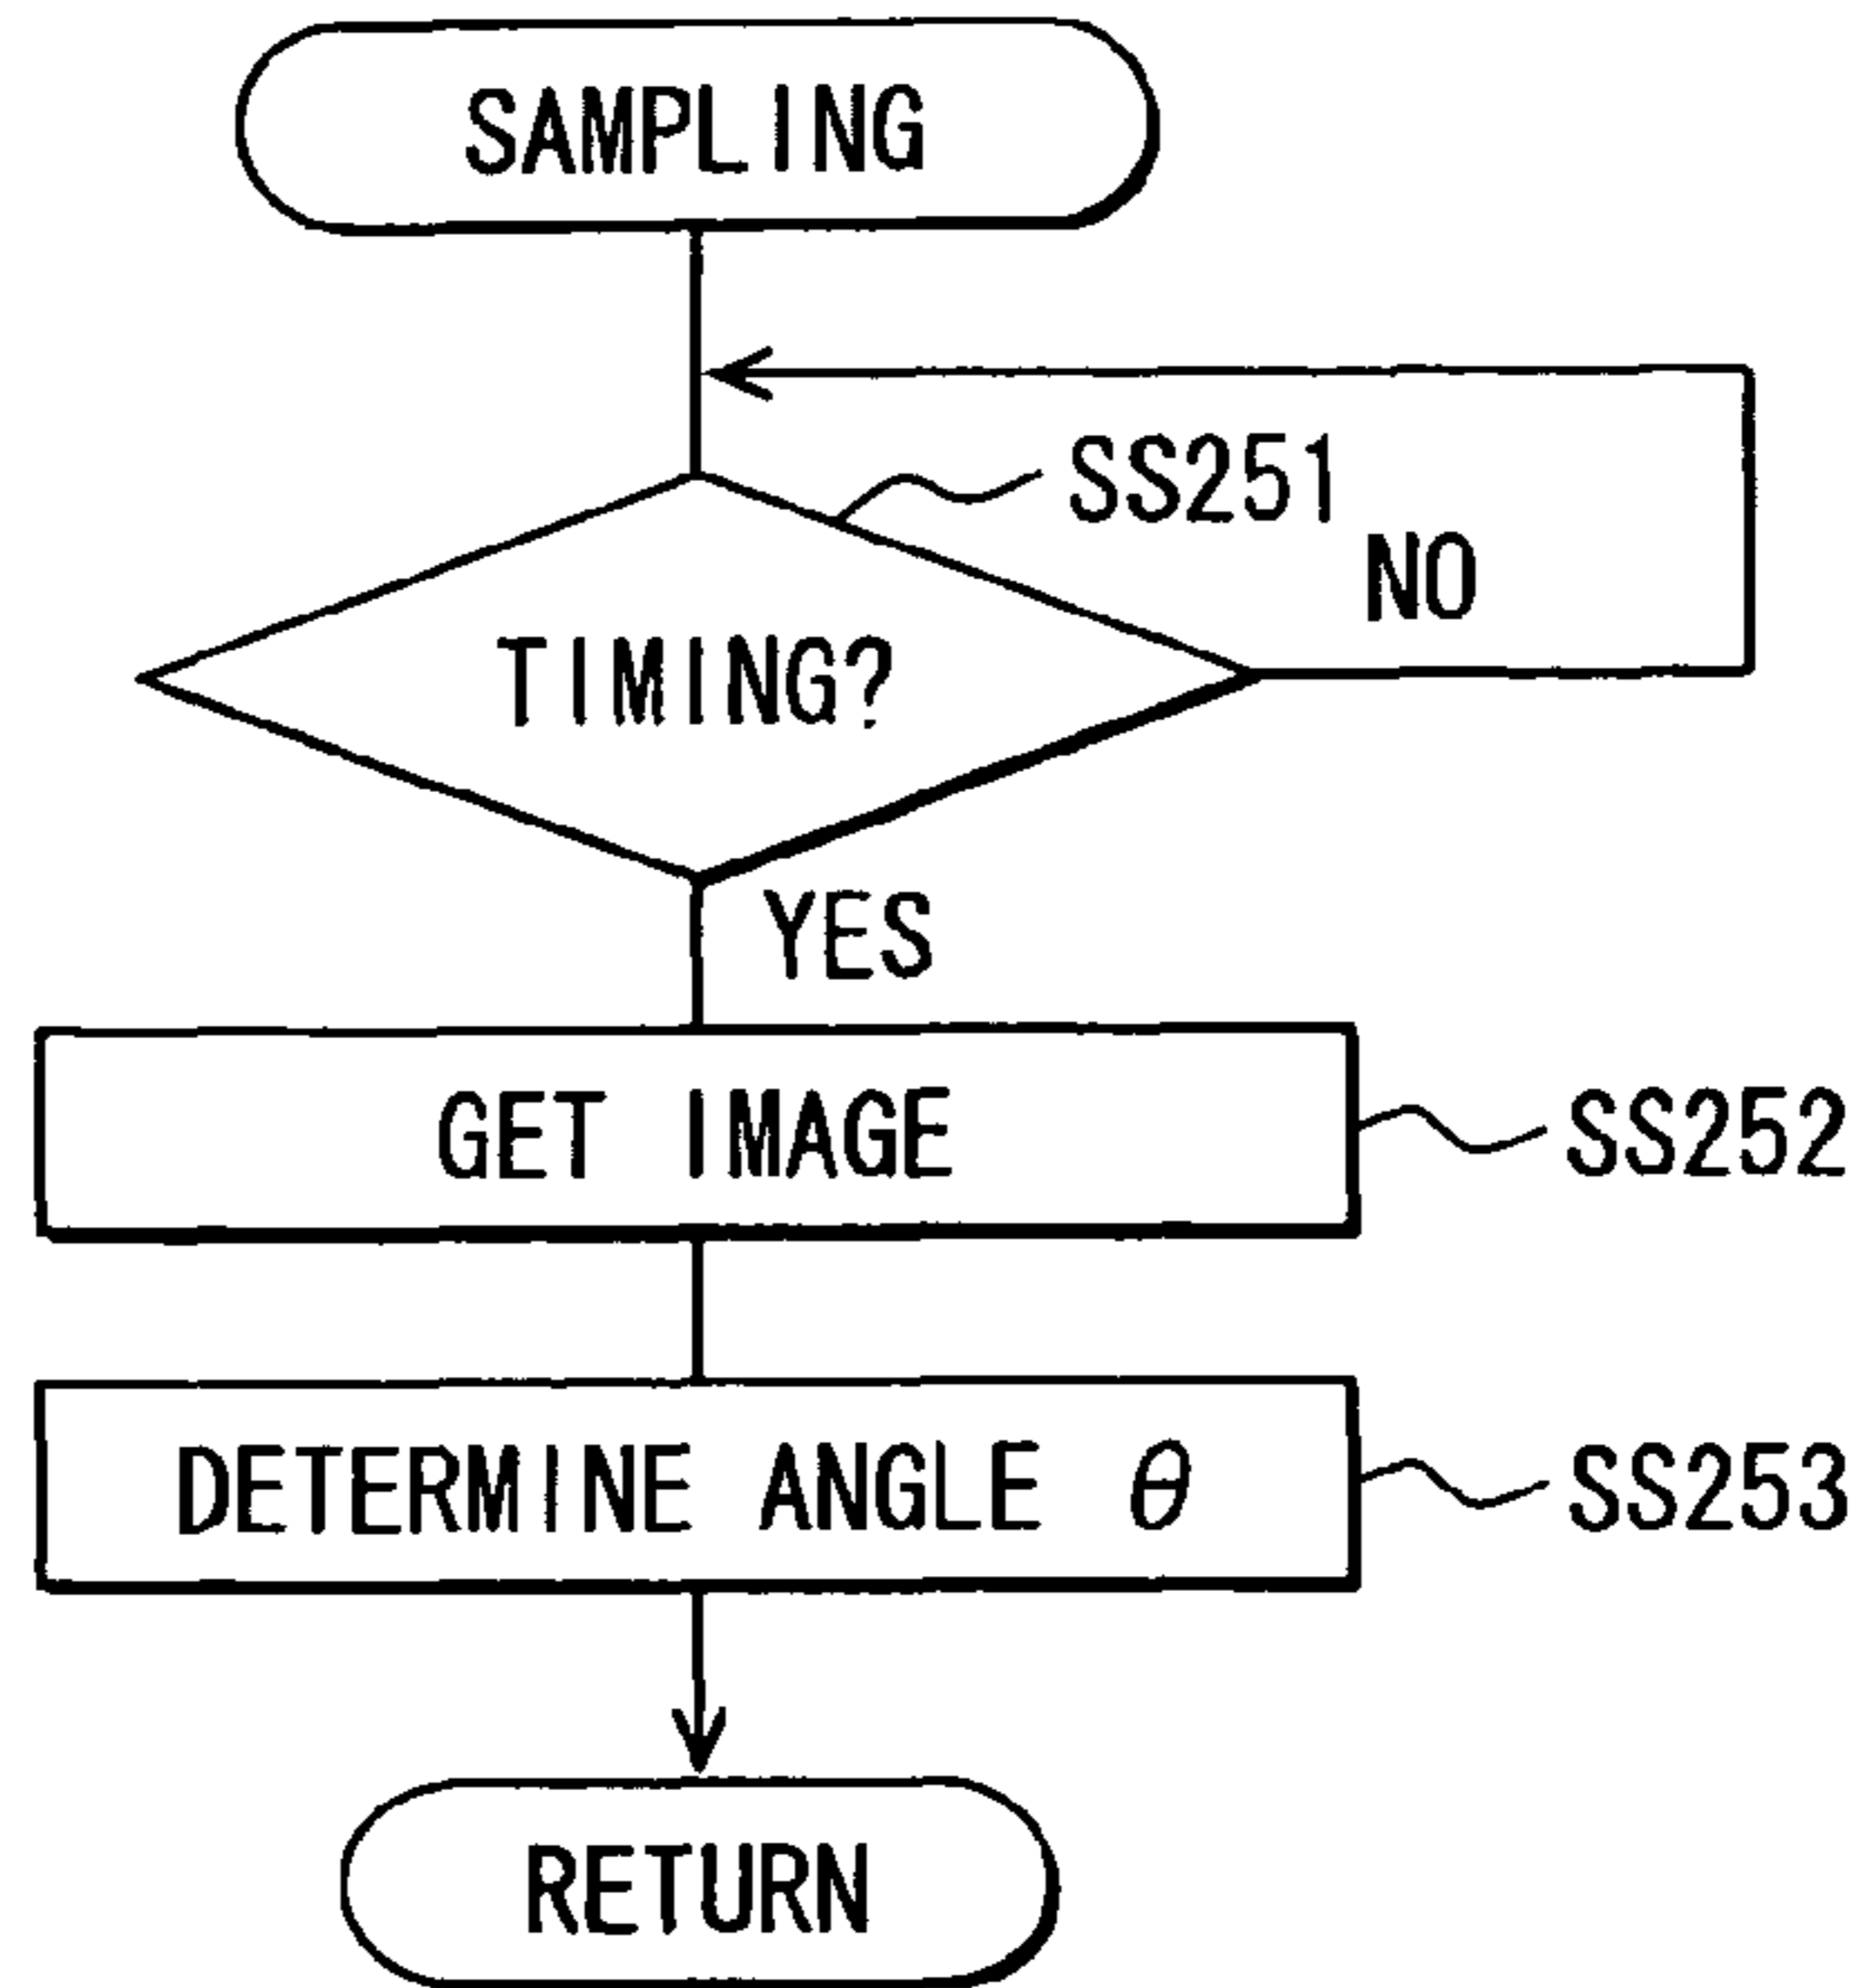 SAMPLING
SS251
NO
TIMING?
YES
GET IMAGE
SS252
DETERMINE ANGLE θ
SS253
RETURN